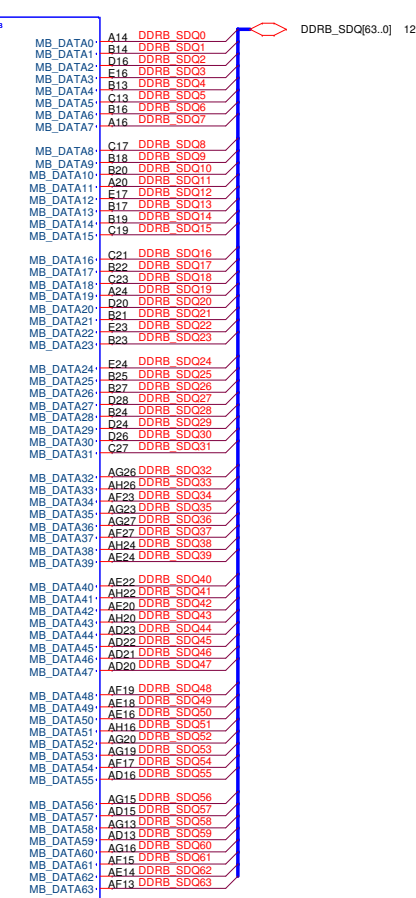 DDRB_SDQ[63..0] 12
MB_DATA0 A14 DDRB_SDQ0
MB_DATA1 B14 DDRB_SDQ1
MB_DATA2 D16 DDRB_SDQ2
MB_DATA3 E16 DDRB_SDQ3
MB_DATA4 B13 DDRB_SDQ4
MB_DATA5 C13 DDRB_SDQ5
MB_DATA6 B16 DDRB_SDQ6
MB_DATA7 A16 DDRB_SDQ7
MB_DATA8 C17 DDRB_SDQ8
MB_DATA9 B18 DDRB_SDQ9
MB_DATA10 B20 DDRB_SDQ10
MB_DATA11 A20 DDRB_SDQ11
MB_DATA12 E17 DDRB_SDQ12
MB_DATA13 B17 DDRB_SDQ13
MB_DATA14 B19 DDRB_SDQ14
MB_DATA15 C19 DDRB_SDQ15
MB_DATA16 C21 DDRB_SDQ16
MB_DATA17 B22 DDRB_SDQ17
MB_DATA18 C23 DDRB_SDQ18
MB_DATA19 A24 DDRB_SDQ19
MB_DATA20 D20 DDRB_SDQ20
MB_DATA21 B21 DDRB_SDQ21
MB_DATA22 E23 DDRB_SDQ22
MB_DATA23 B23 DDRB_SDQ23
MB_DATA24 E24 DDRB_SDQ24
MB_DATA25 B25 DDRB_SDQ25
MB_DATA26 B27 DDRB_SDQ26
MB_DATA27 D28 DDRB_SDQ27
MB_DATA28 B24 DDRB_SDQ28
MB_DATA29 D24 DDRB_SDQ29
MB_DATA30 D26 DDRB_SDQ30
MB_DATA31 C27 DDRB_SDQ31
MB_DATA32 AG26 DDRB_SDQ32
MB_DATA33 AH26 DDRB_SDQ33
MB_DATA34 AF23 DDRB_SDQ34
MB_DATA35 AG23 DDRB_SDQ35
MB_DATA36 AG27 DDRB_SDQ36
MB_DATA37 AF27 DDRB_SDQ37
MB_DATA38 AH24 DDRB_SDQ38
MB_DATA39 AE24 DDRB_SDQ39
MB_DATA40 AE22 DDRB_SDQ40
MB_DATA41 AH22 DDRB_SDQ41
MB_DATA42 AE20 DDRB_SDQ42
MB_DATA43 AH20 DDRB_SDQ43
MB_DATA44 AD23 DDRB_SDQ44
MB_DATA45 AD22 DDRB_SDQ45
MB_DATA46 AD21 DDRB_SDQ46
MB_DATA47 AD20 DDRB_SDQ47
MB_DATA48 AF19 DDRB_SDQ48
MB_DATA49 AE18 DDRB_SDQ49
MB_DATA50 AE16 DDRB_SDQ50
MB_DATA51 AH16 DDRB_SDQ51
MB_DATA52 AG20 DDRB_SDQ52
MB_DATA53 AG19 DDRB_SDQ53
MB_DATA54 AF17 DDRB_SDQ54
MB_DATA55 AD16 DDRB_SDQ55
MB_DATA56 AG15 DDRB_SDQ56
MB_DATA57 AD15 DDRB_SDQ57
MB_DATA58 AG13 DDRB_SDQ58
MB_DATA59 AD13 DDRB_SDQ59
MB_DATA60 AG16 DDRB_SDQ60
MB_DATA61 AF15 DDRB_SDQ61
MB_DATA62 AE14 DDRB_SDQ62
MB_DATA63 AF13 DDRB_SDQ63